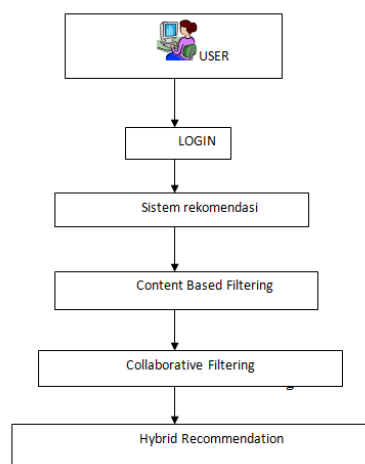 USER
LOGIN
Sistem rekomendasi
Content Based Filtering
Collaborative Filtering
Hybrid Recommendation